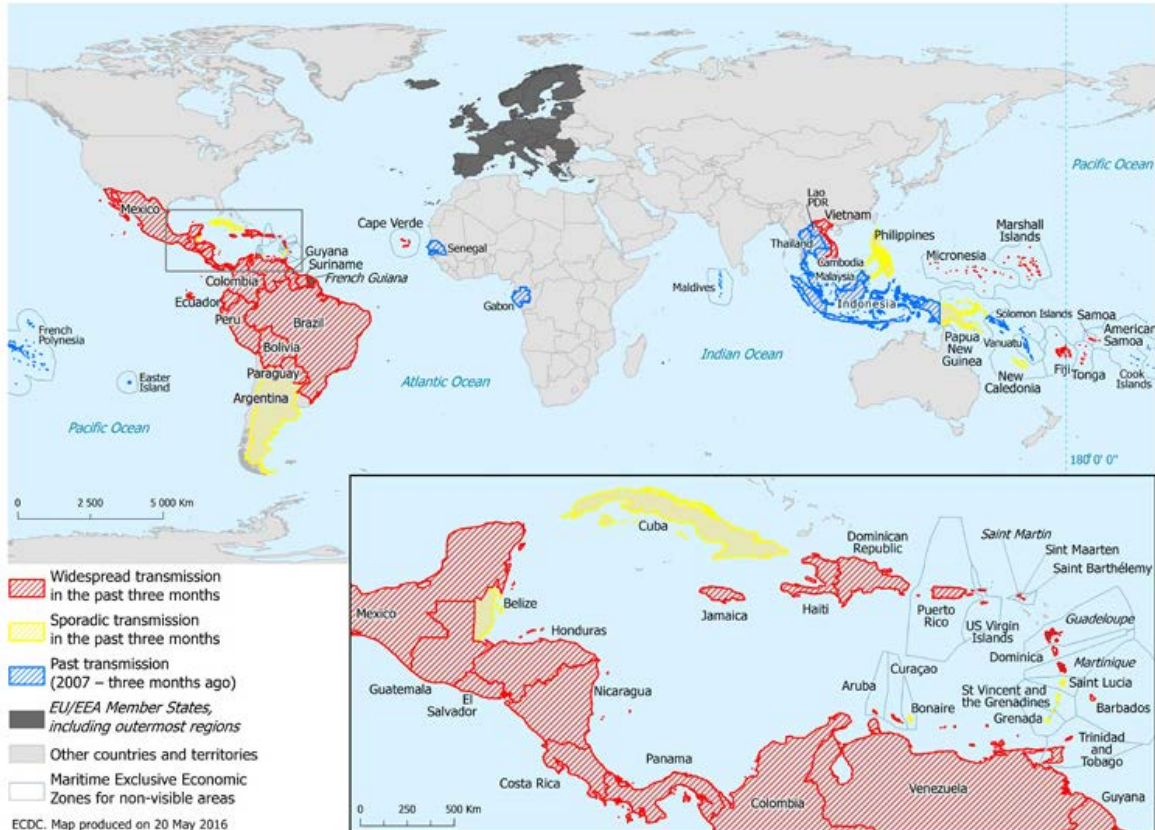 Pacific Ocean
Mexico
Cape Verde
Senegal
Guyana
Suriname
French Guiana
Colombia
Ecuador
Peru
Brazil
Bolivia
Paraguay
Argentina
Gabon
French
Polynesia
Easter
Island
Pacific Ocean
Atlantic Ocean
Indian Ocean
Maldives
Lao
PDR
Vietnam
Thailand
Cambodia
Malaysia
Indonesia
Philippines
Micronesia
Marshall
Islands
Solomon Islands
Samoa
American
Samoa
Papua
New
Guinea
Vanuatu
New
Caledonia
Fiji
Tonga
Cook
Islands
180° 0' 0"
0 2 500 5 000 Km
Widespread transmission
in the past three months
Sporadic transmission
in the past three months
Past transmission
(2007 – three months ago)
EU/EEA Member States,
including outermost regions
Other countries and territories
Maritime Exclusive Economic
Zones for non-visible areas
ECDC. Map produced on 20 May 2016
Cuba
Dominican
Republic
Saint Martin
Sint Maarten
Saint Barthélemy
Mexico
Belize
Jamaica
Haiti
Puerto
Rico
US Virgin
Islands
Guadeloupe
Honduras
Dominica
Martinique
Guatemala
El
Salvador
Nicaragua
Aruba
Curaçao
Bonaire
Saint Lucia
St Vincent and
the Grenadines
Grenada
Barbados
Trinidad
and
Tobago
Costa Rica
Panama
Colombia
Venezuela
Guyana
0 250 500 Km